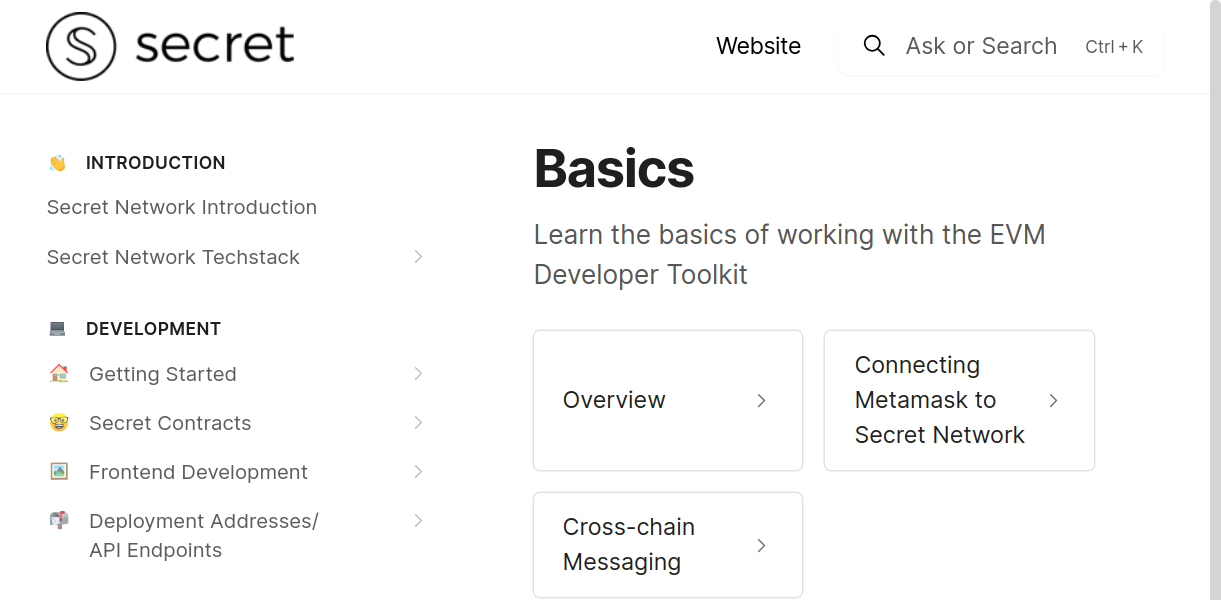 secret
Website
Ask or Search
Ctrl + K
INTRODUCTION
Secret Network Introduction
Secret Network Techstack
DEVELOPMENT
Getting Started
Secret Contracts
Frontend Development
Deployment Addresses/
API Endpoints
Basics
Learn the basics of working with the EVM
Developer Toolkit
Overview
Connecting
Metamask to
Secret Network
Cross-chain
Messaging